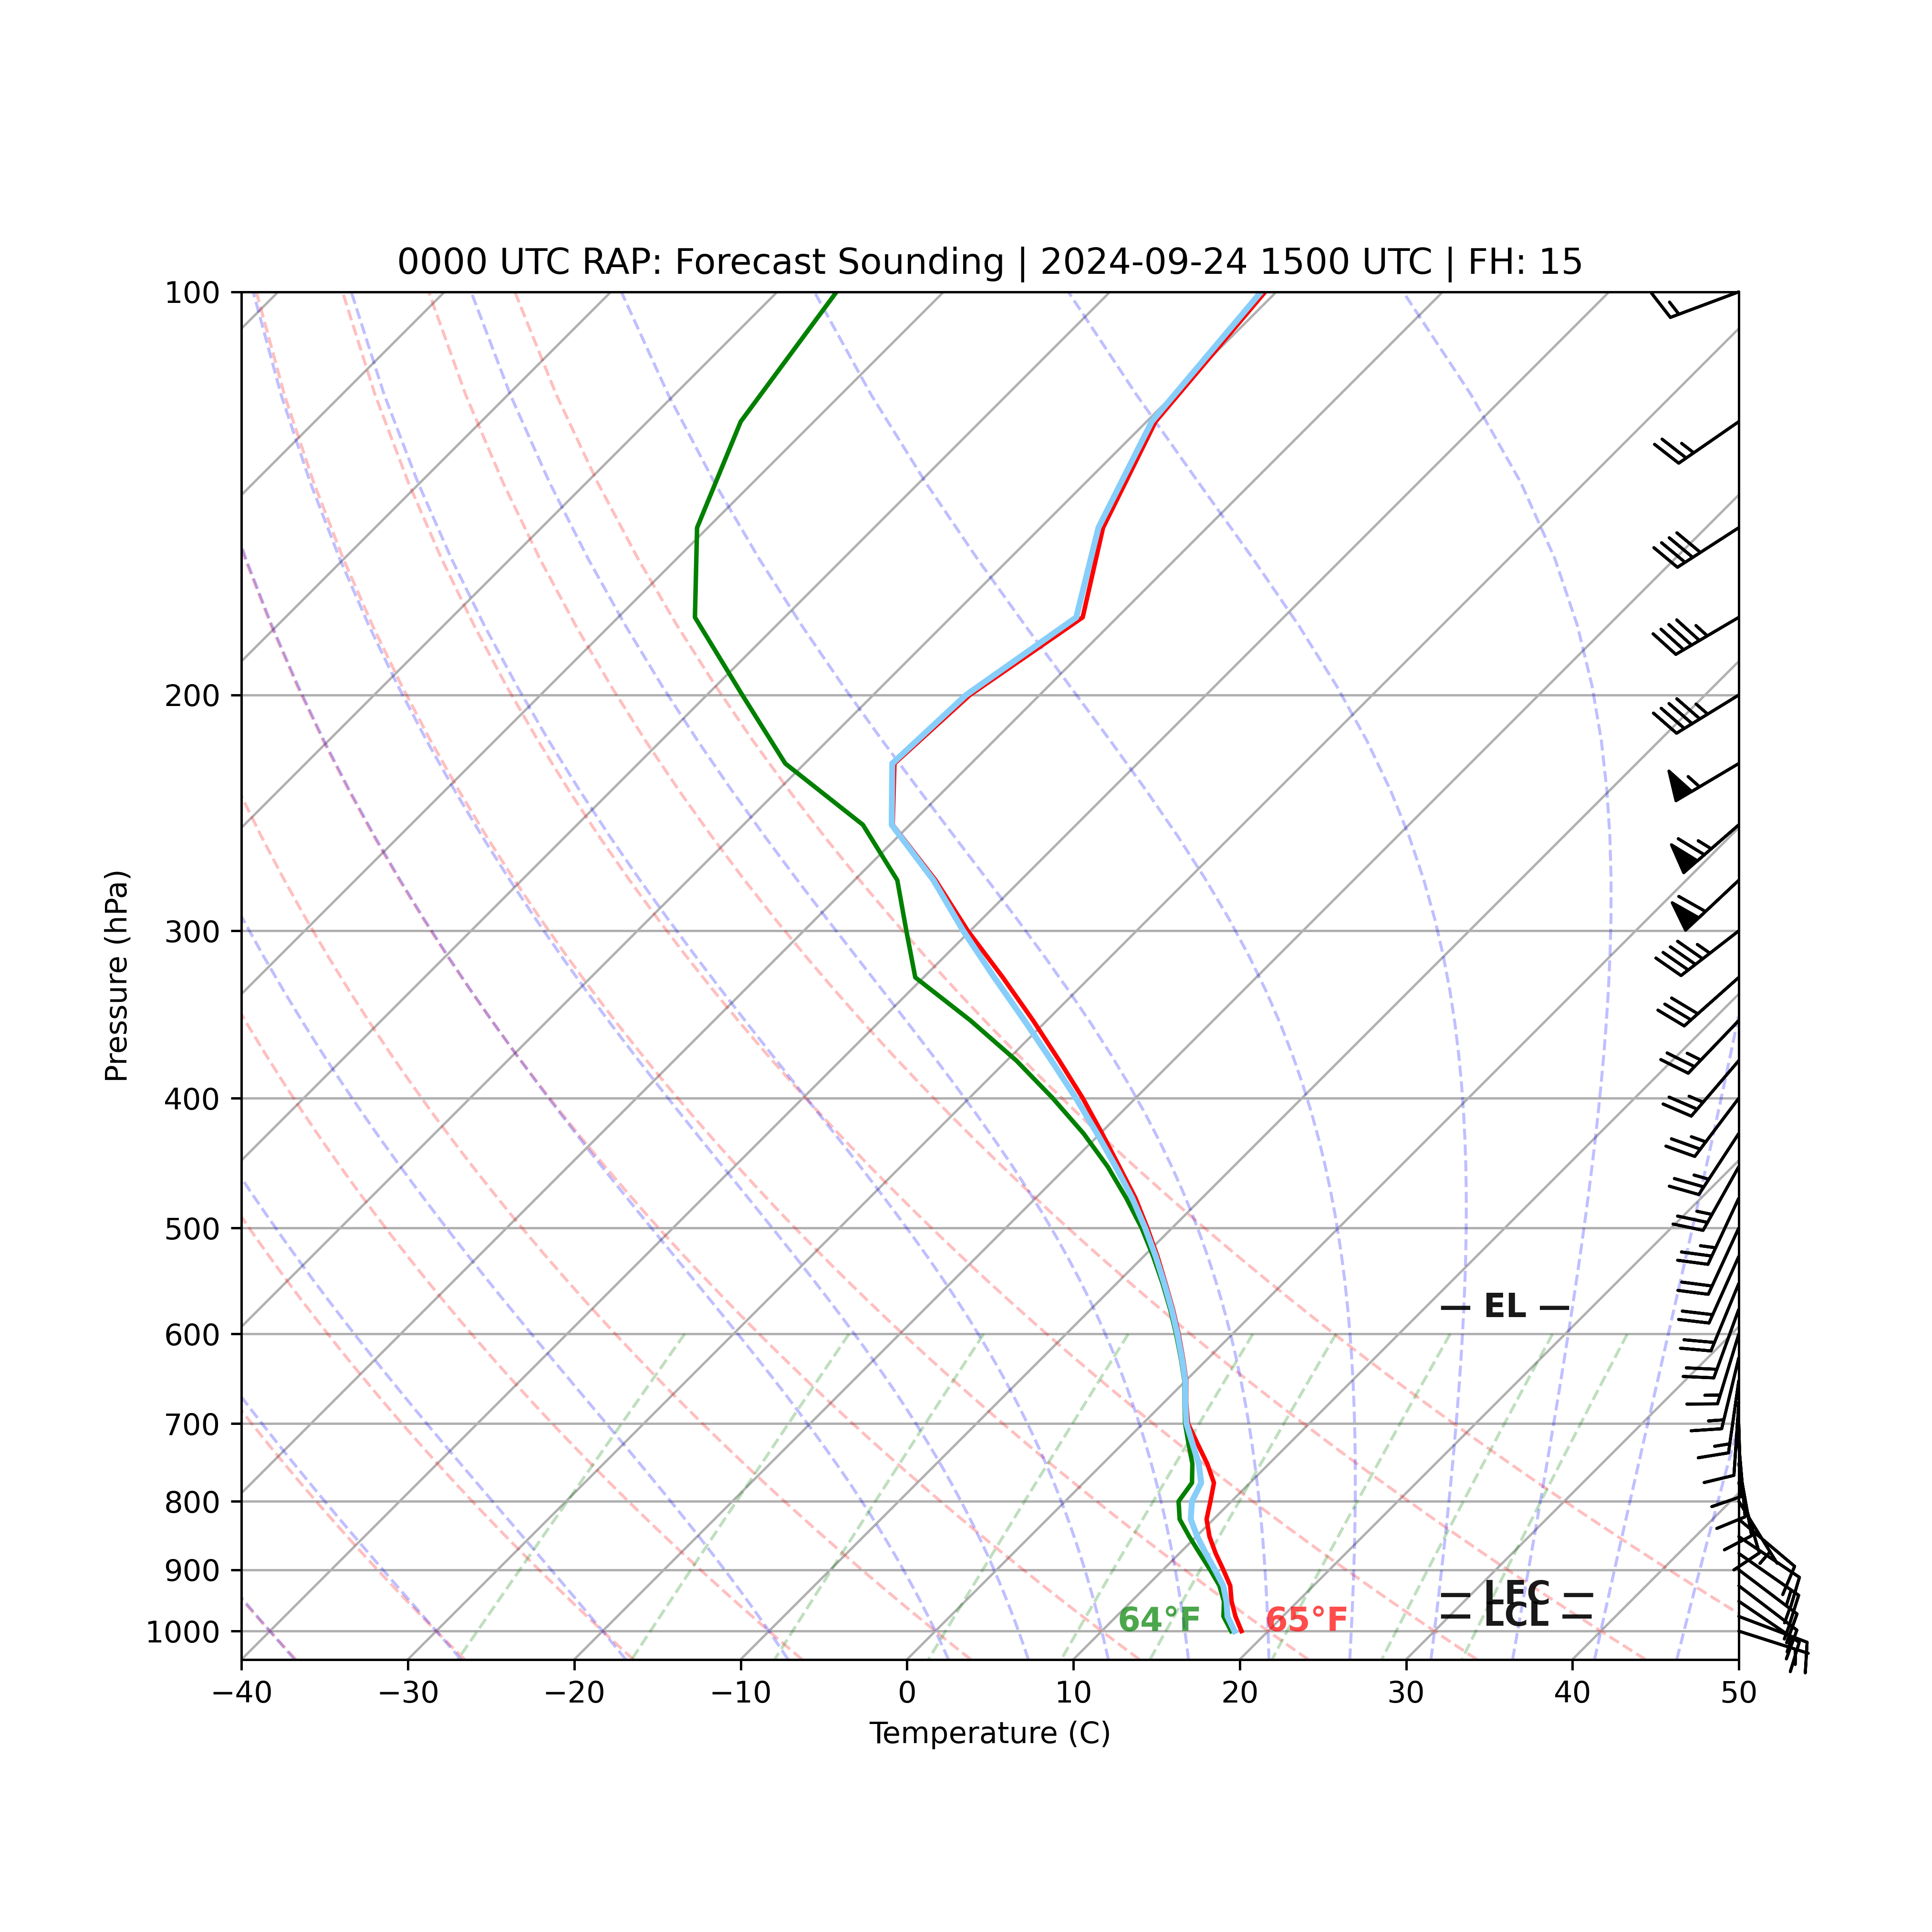 0000 UTC RAP: Forecast Sounding | 2024-09-24 1500 UTC | FH: 15
100
200
300
400
500
600
700
800
900
1000
Pressure (hPa)
— EL —
— LFC —
— LCL —
64°F 65°F
−40 −30 −20 −10 0 10 20 30 40 50
Temperature (C)